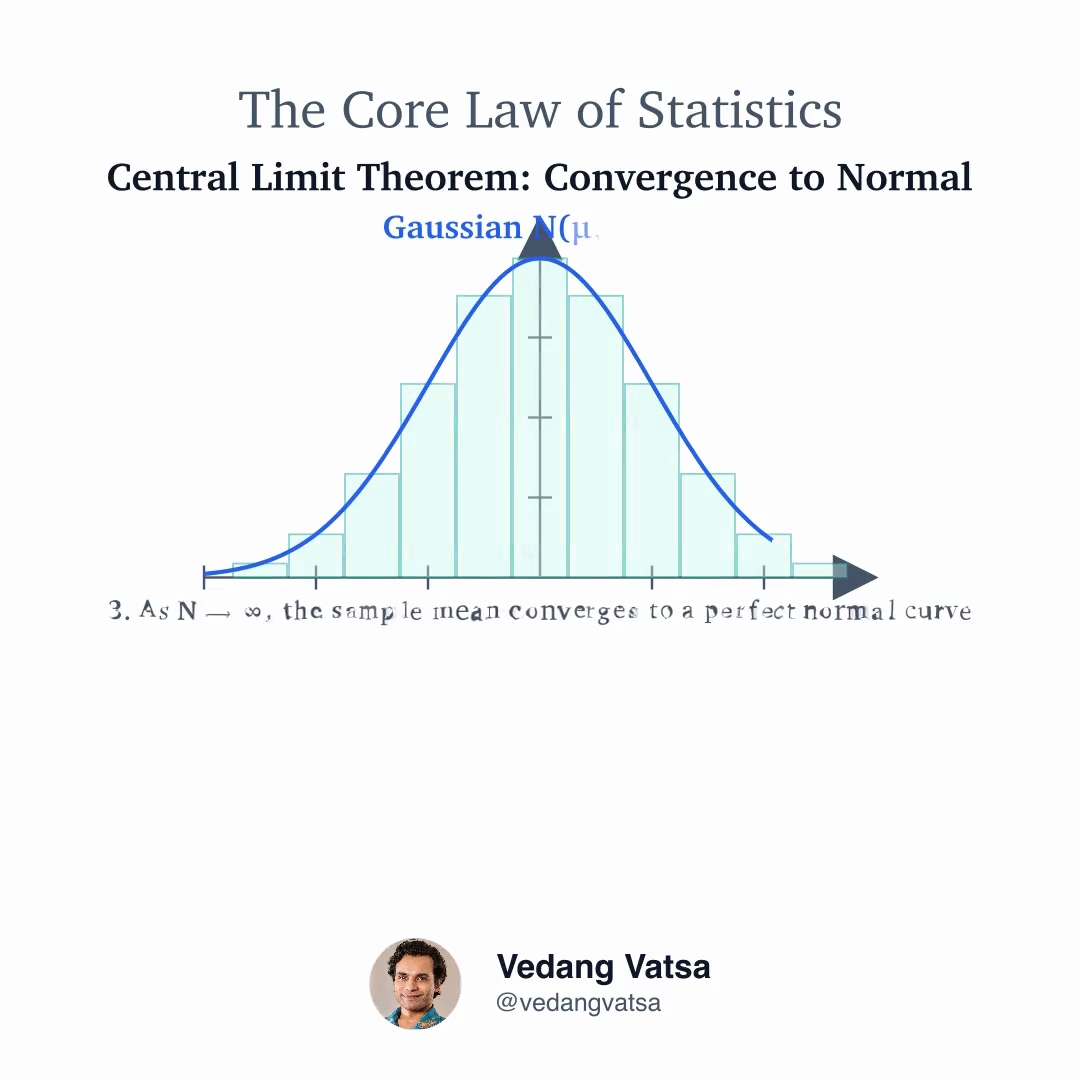 The Core Law of Statistics
Central Limit Theorem: Convergence to Normal
Gaussian N(μ,
3. As N → ∞, the sample mean converges to a perfect normal curve
Vedang Vatsa
@vedangvatsa